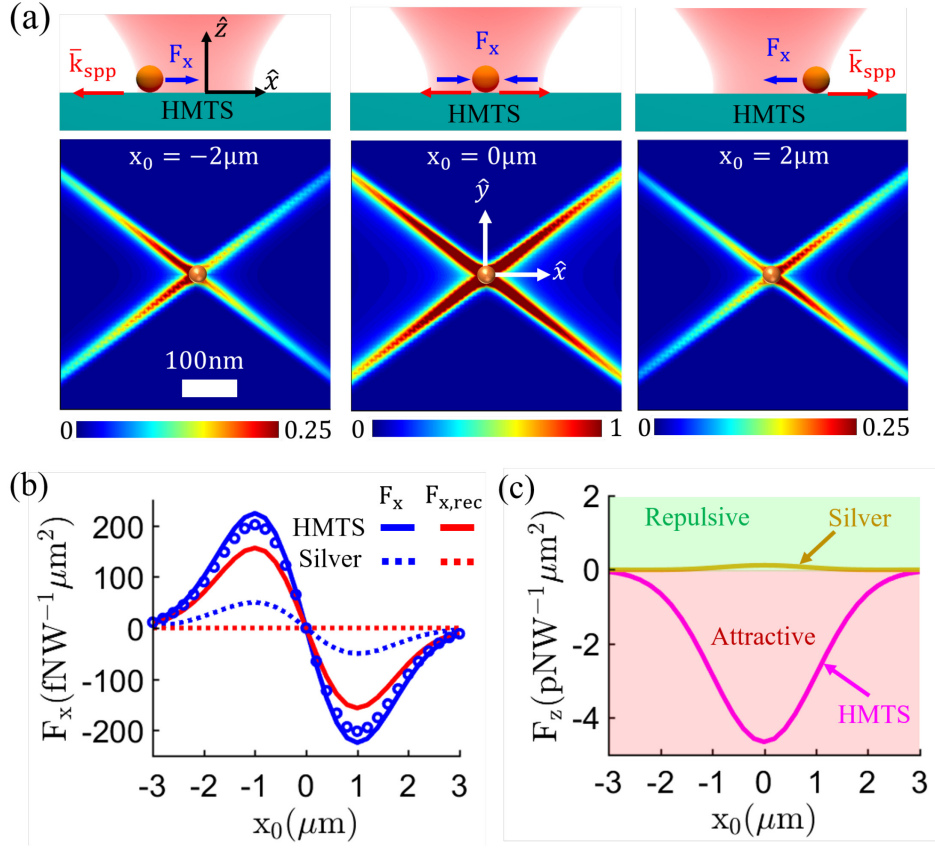 (a)
ẑ
k̄spp
Fx
x̂
HMTS
Fx
HMTS
Fx
k̄spp
HMTS
x₀ = −2μm
100nm
x₀ = 0μm
ŷ
x̂
x₀ = 2μm
0 0.25
0 1
0 0.25
(b)
Fx Fx,rec
HMTS
Silver
200
100
0
-100
-200
Fx(fNW⁻¹μm²)
-3 -2 -1 0 1 2 3
x₀(μm)
(c)
Repulsive
Silver
Attractive
HMTS
2
0
-2
-4
Fz(pNW⁻¹μm²)
-3 -2 -1 0 1 2 3
x₀(μm)